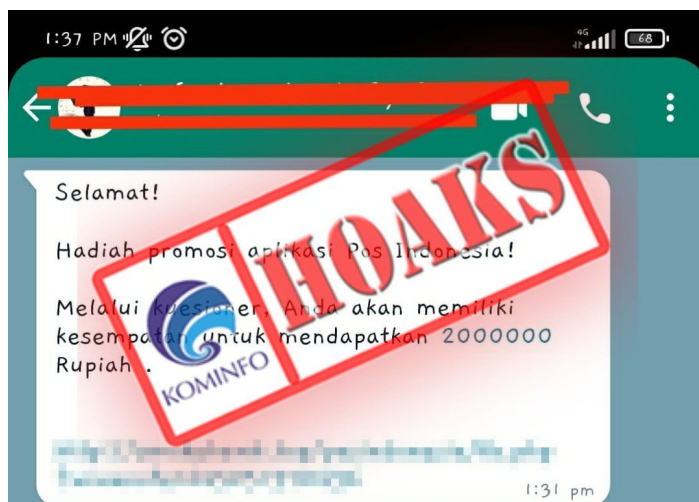 1:37 PM
4G
68
Selamat!
Hadiah promosi aplikasi Pos Indonesia!
Melalui kuesioner, Anda akan memiliki
kesempatan untuk mendapatkan 2000000
Rupiah .
HOAKS
KOMINFO
1:31 pm